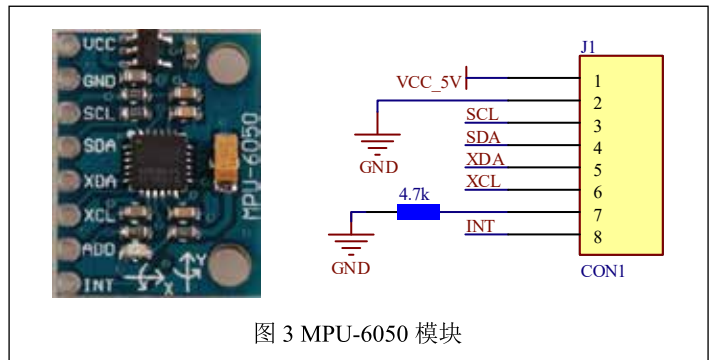 VCC
GND
SCL
SDA
XDA
XCL
ADD
INT
MPU-6050
Y
X
J1
VCC_5V
1
2
SCL
3
SDA
4
GND
XDA
5
XCL
6
4.7k
7
INT
8
GND
CON1
图 3 MPU-6050 模块